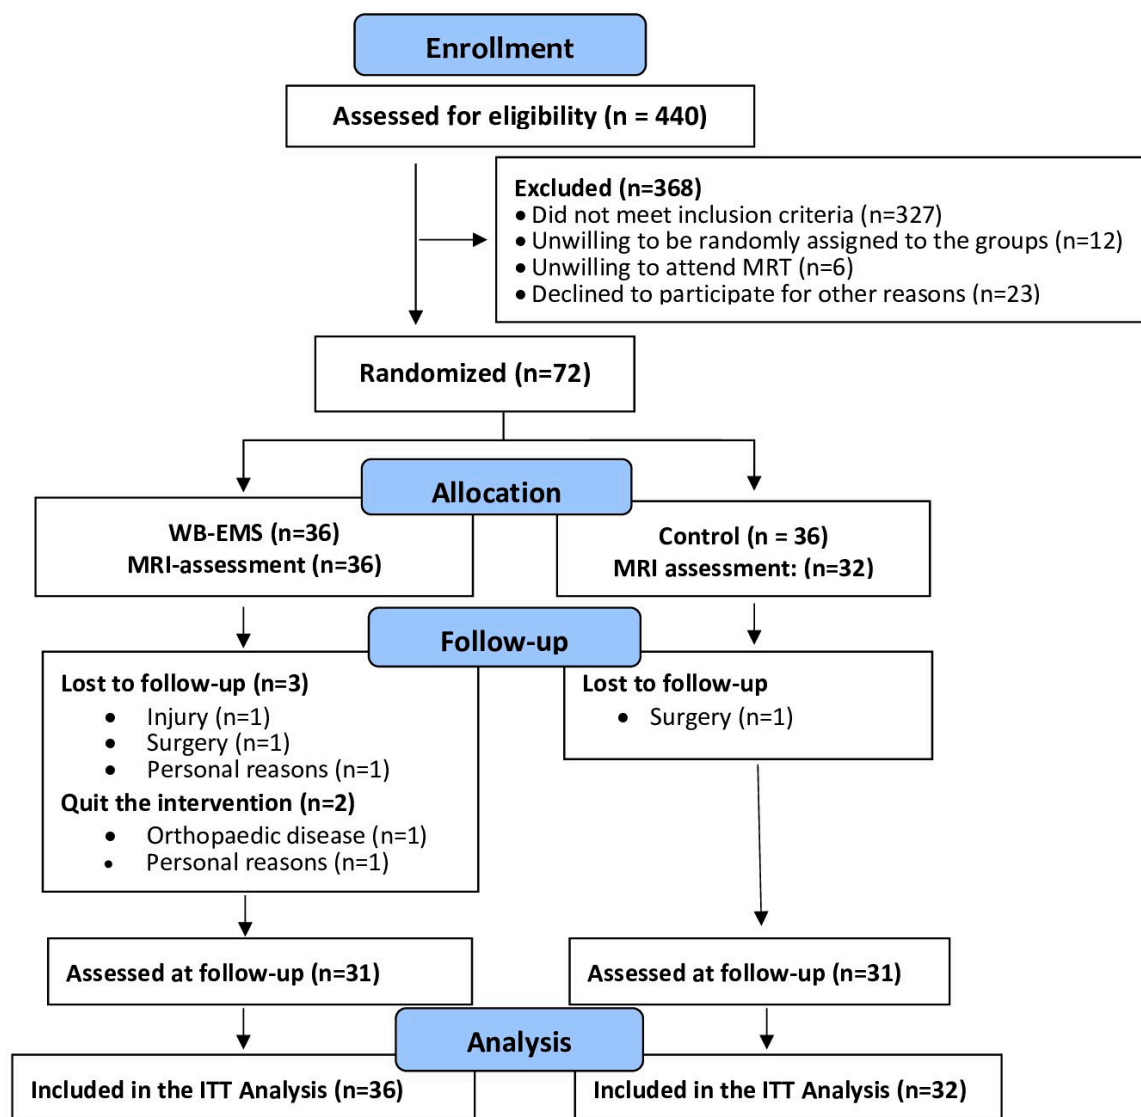 Enrollment
Assessed for eligibility (n = 440)
Excluded (n=368)
• Did not meet inclusion criteria (n=327)
• Unwilling to be randomly assigned to the groups (n=12)
• Unwilling to attend MRT (n=6)
• Declined to participate for other reasons (n=23)
Randomized (n=72)
Allocation
WB-EMS (n=36)
MRI-assessment (n=36)
Control (n = 36)
MRI assessment: (n=32)
Follow-up
Lost to follow-up (n=3)
• Injury (n=1)
• Surgery (n=1)
• Personal reasons (n=1)
Quit the intervention (n=2)
• Orthopaedic disease (n=1)
• Personal reasons (n=1)
Lost to follow-up
• Surgery (n=1)
Assessed at follow-up (n=31)
Assessed at follow-up (n=31)
Analysis
Included in the ITT Analysis (n=36)
Included in the ITT Analysis (n=32)